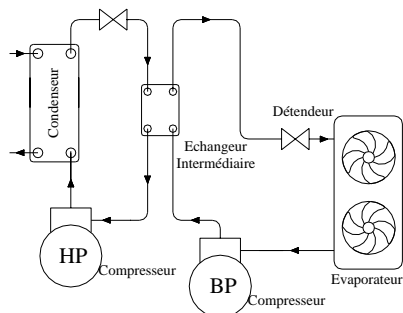 Condenseur
Détendeur
Echangeur
Intermédiaire
HP
Compresseur
BP
Compresseur
Evaporateur